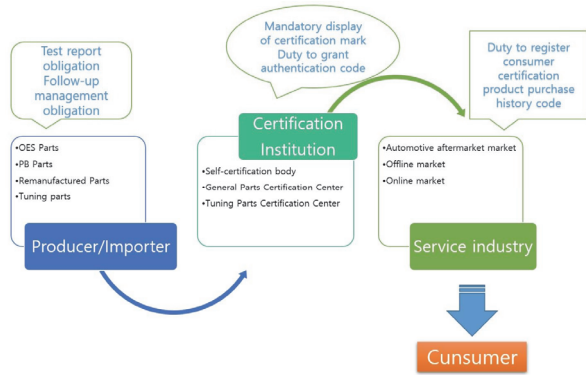 Test report
obligation
Follow-up
management
obligation
•OES Parts
•PB Parts
•Remanufactured Parts
•Tuning parts
Producer/Importer
Mandatory display
of certification mark
Duty to grant
authentication code
Certification
Institution
•Self-certification body
•General Parts Certification Center
•Tuning Parts Certification Center
Duty to register
consumer
certification
product purchase
history code
•Automotive aftermarket market
•Offline market
•Online market
Service industry
Cunsumer